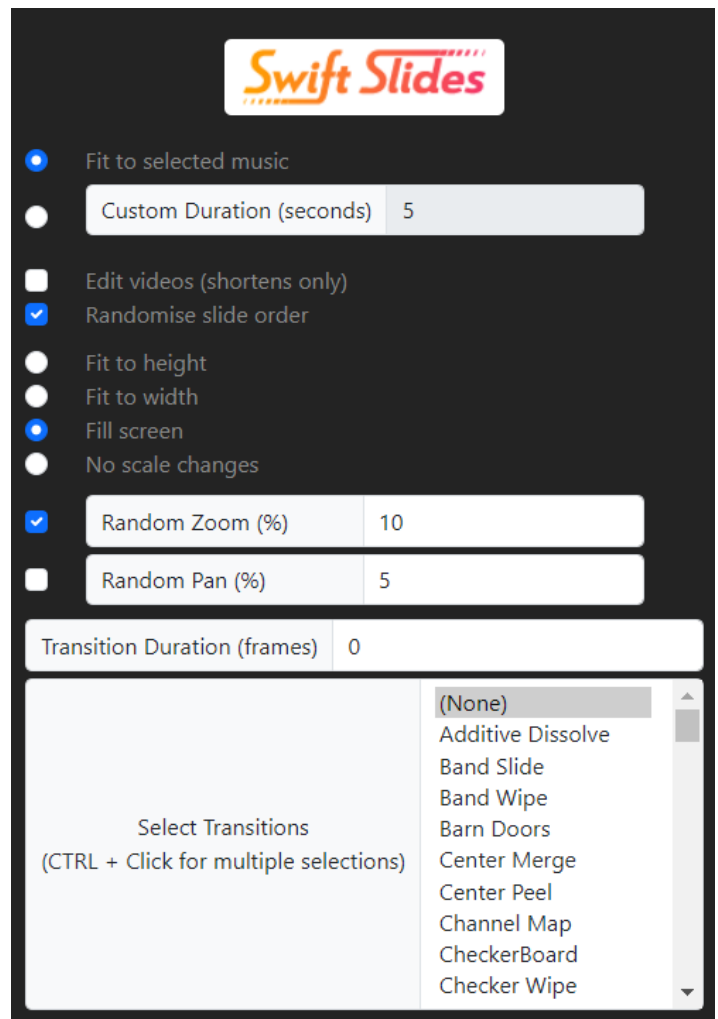 Swift Slides
Fit to selected music
Custom Duration (seconds) 5
Edit videos (shortens only)
Randomise slide order
Fit to height
Fit to width
Fill screen
No scale changes
Random Zoom (%) 10
Random Pan (%) 5
Transition Duration (frames) 0
Select Transitions
(CTRL + Click for multiple selections)
(None)
Additive Dissolve
Band Slide
Band Wipe
Barn Doors
Center Merge
Center Peel
Channel Map
CheckerBoard
Checker Wipe